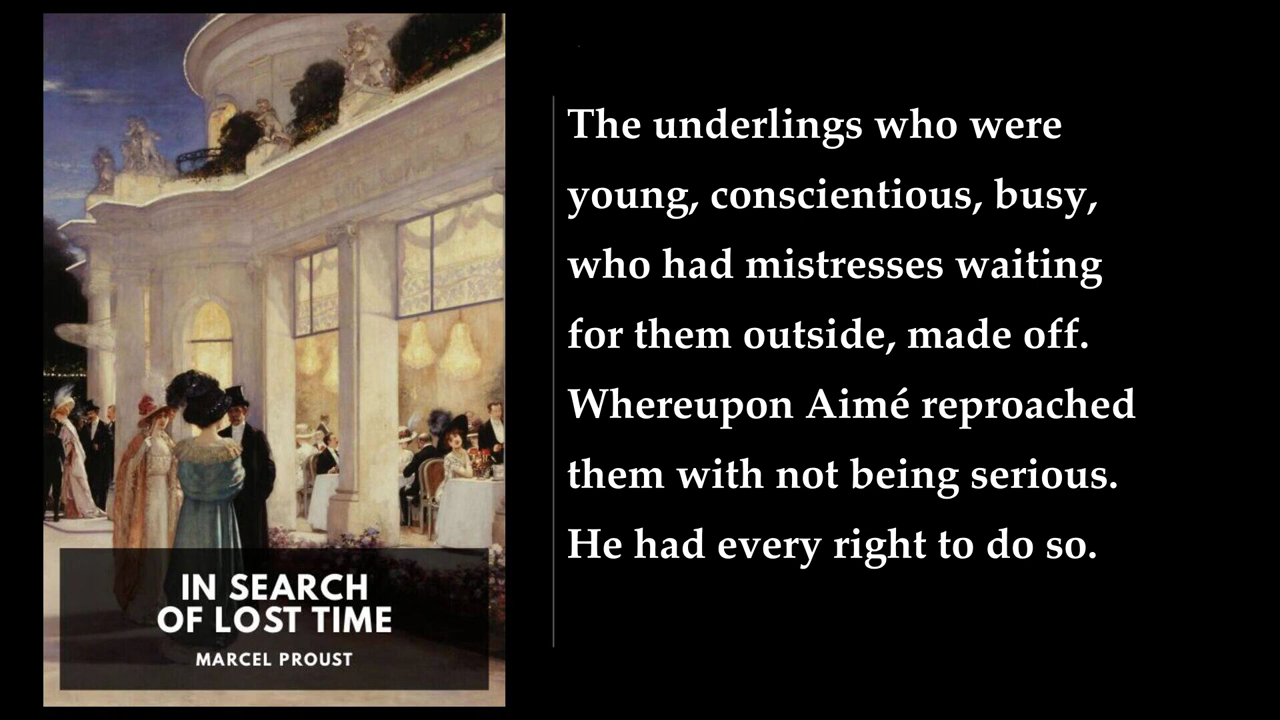 IN SEARCH
OF LOST TIME
MARCEL PROUST
The underlings who were
young, conscientious, busy,
who had mistresses waiting
for them outside, made off.
Whereupon Aimé reproached
them with not being serious.
He had every right to do so.